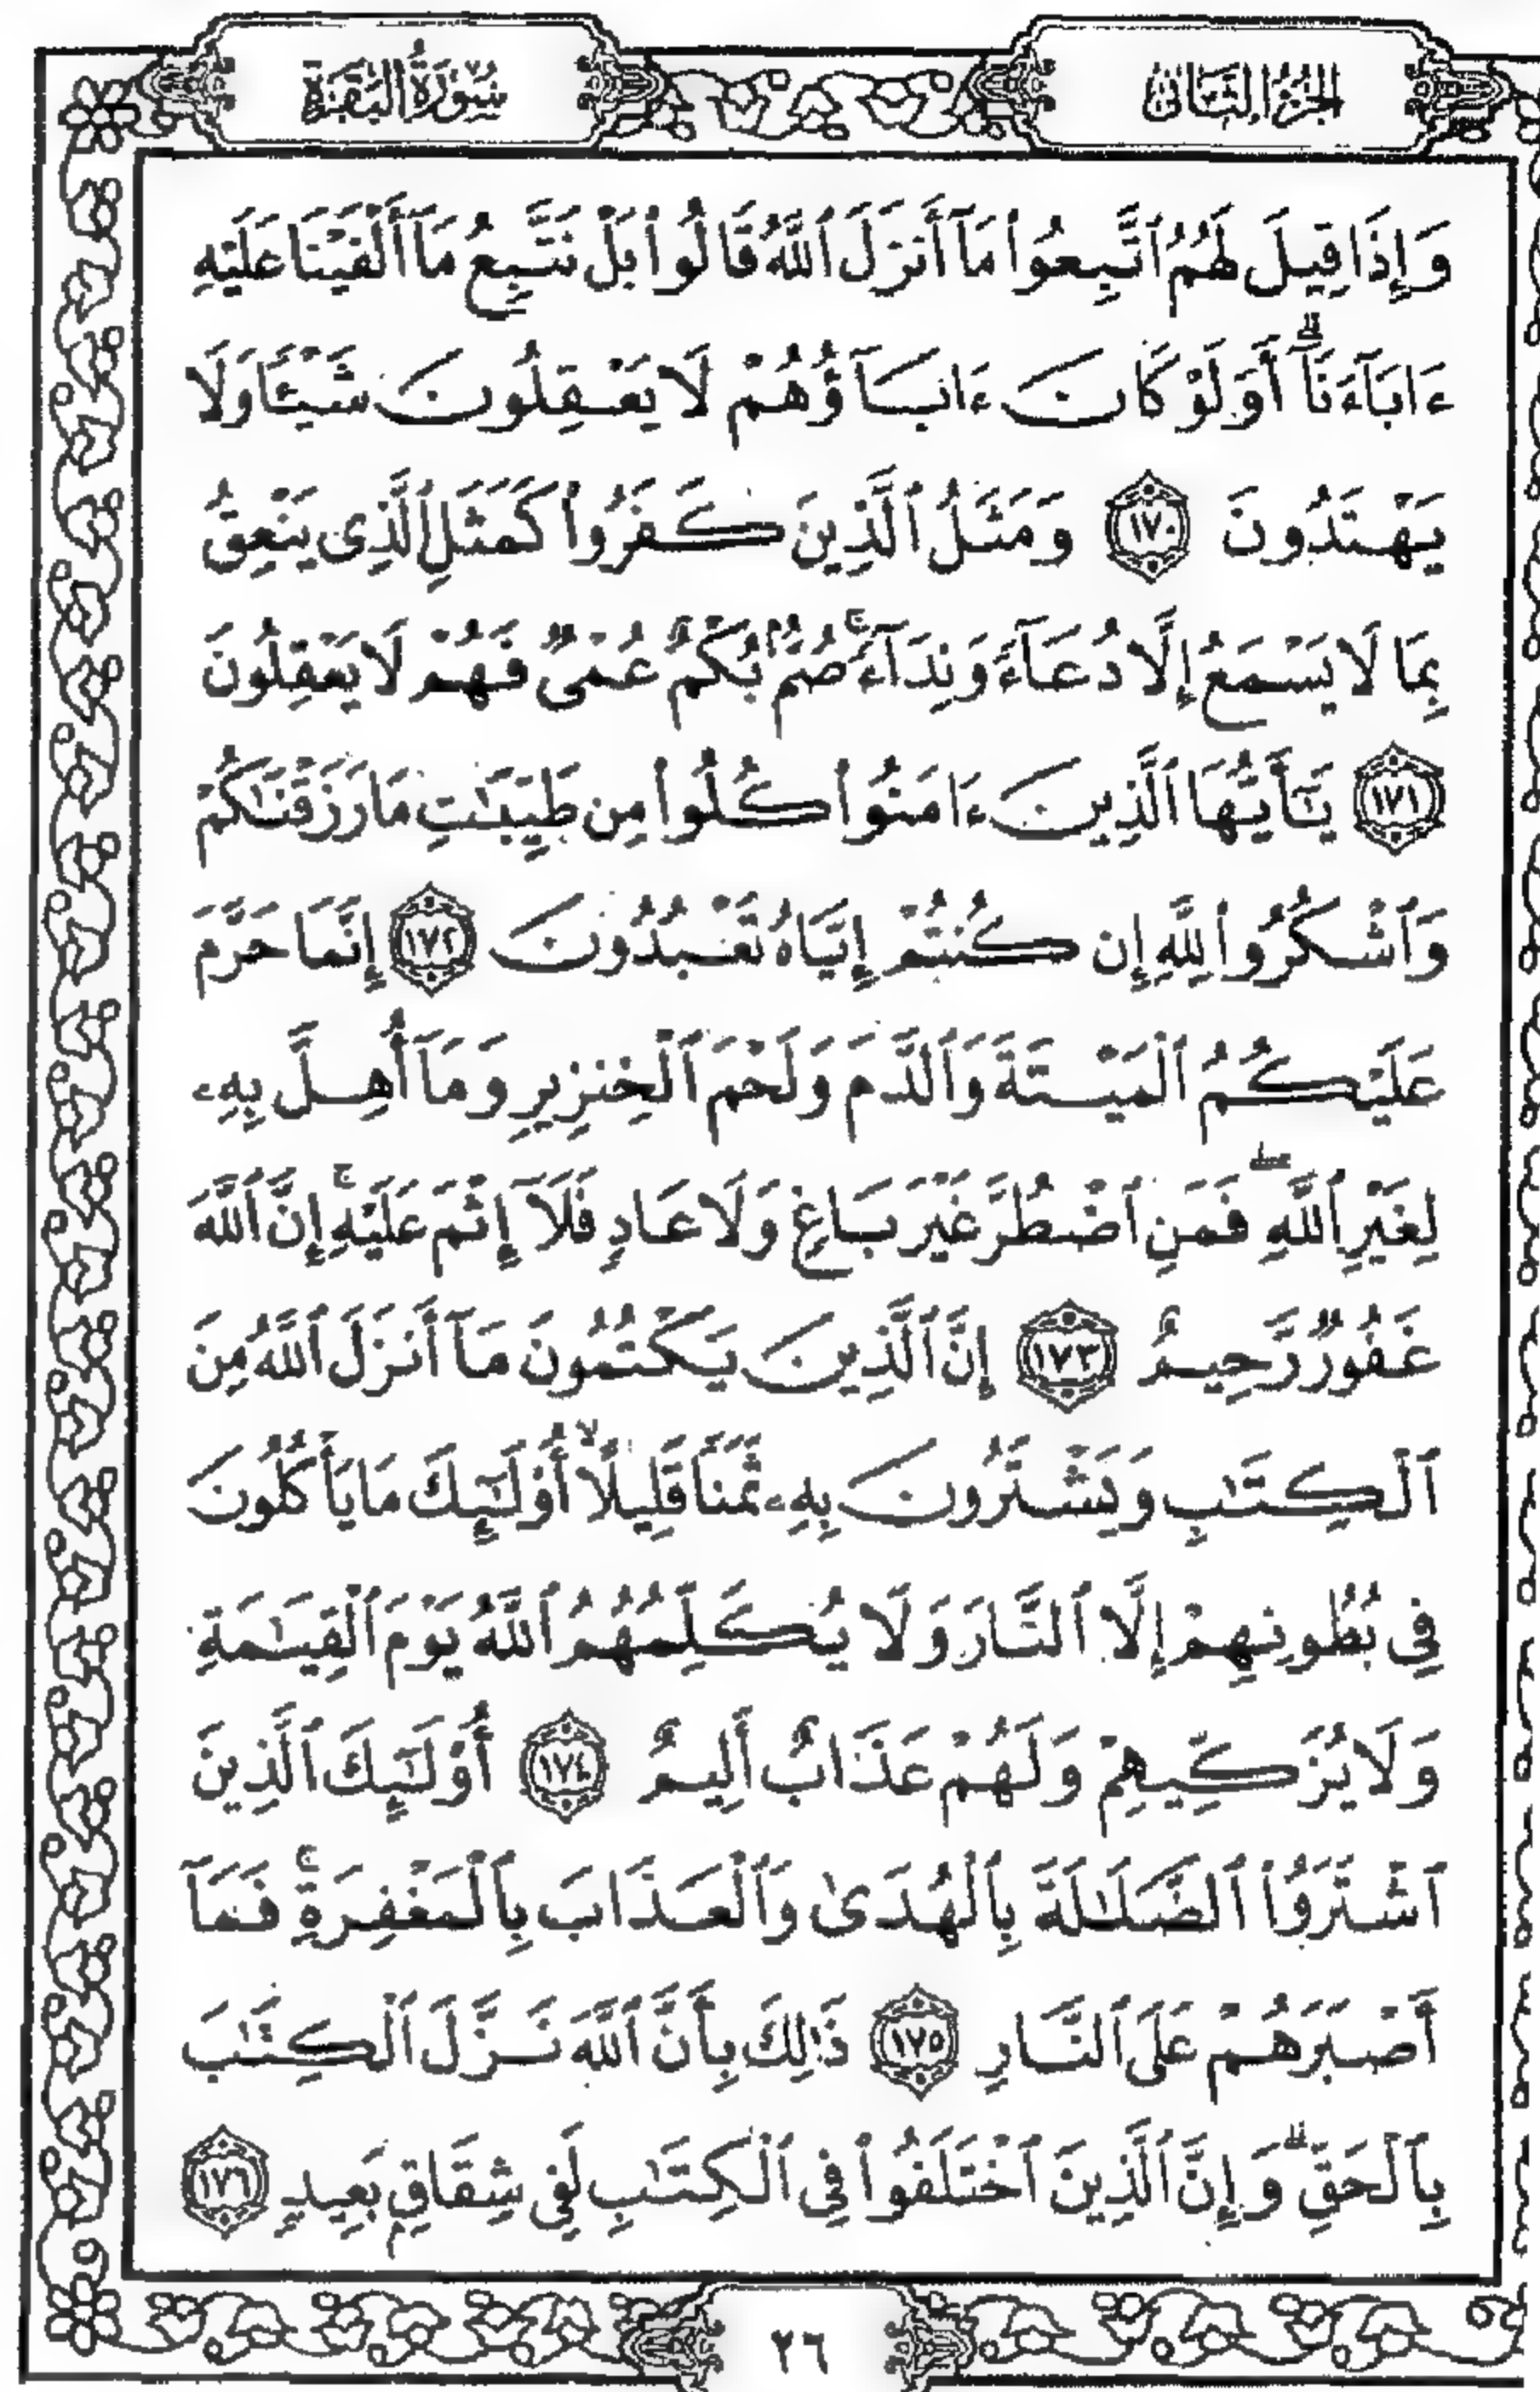 الجزء الثاني
سورة البقرة
وَإِذَا قِيلَ لَهُمُ ٱتَّبِعُوا۟ مَآ أَنزَلَ ٱللَّهُ قَالُوا۟ بَلْ نَتَّبِعُ مَآ أَلْفَيْنَا عَلَيْهِ
ءَابَآءَنَآ ۗ أَوَلَوْ كَانَ ءَابَآؤُهُمْ لَا يَعْقِلُونَ شَيْـًٔا وَلَا
يَهْتَدُونَ ١٧٠ وَمَثَلُ ٱلَّذِينَ كَفَرُوا۟ كَمَثَلِ ٱلَّذِى يَنْعِقُ
بِمَا لَا يَسْمَعُ إِلَّا دُعَآءً وَنِدَآءً ۚ صُمٌّۢ بُكْمٌ عُمْىٌ فَهُمْ لَا يَعْقِلُونَ
١٧١ يَـٰٓأَيُّهَا ٱلَّذِينَ ءَامَنُوا۟ كُلُوا۟ مِن طَيِّبَـٰتِ مَا رَزَقْنَـٰكُمْ
وَٱشْكُرُوا۟ لِلَّهِ إِن كُنتُمْ إِيَّاهُ تَعْبُدُونَ ١٧٢ إِنَّمَا حَرَّمَ
عَلَيْكُمُ ٱلْمَيْتَةَ وَٱلدَّمَ وَلَحْمَ ٱلْخِنزِيرِ وَمَآ أُهِلَّ بِهِۦ
لِغَيْرِ ٱللَّهِ ۖ فَمَنِ ٱضْطُرَّ غَيْرَ بَاغٍ وَلَا عَادٍ فَلَآ إِثْمَ عَلَيْهِ ۚ إِنَّ ٱللَّهَ
غَفُورٌ رَّحِيمٌ ١٧٣ إِنَّ ٱلَّذِينَ يَكْتُمُونَ مَآ أَنزَلَ ٱللَّهُ مِنَ
ٱلْكِتَـٰبِ وَيَشْتَرُونَ بِهِۦ ثَمَنًا قَلِيلًا ۙ أُو۟لَـٰٓئِكَ مَا يَأْكُلُونَ
فِى بُطُونِهِمْ إِلَّا ٱلنَّارَ وَلَا يُكَلِّمُهُمُ ٱللَّهُ يَوْمَ ٱلْقِيَـٰمَةِ
وَلَا يُزَكِّيهِمْ وَلَهُمْ عَذَابٌ أَلِيمٌ ١٧٤ أُو۟لَـٰٓئِكَ ٱلَّذِينَ
ٱشْتَرَوُا۟ ٱلضَّلَـٰلَةَ بِٱلْهُدَىٰ وَٱلْعَذَابَ بِٱلْمَغْفِرَةِ ۚ فَمَآ
أَصْبَرَهُمْ عَلَى ٱلنَّارِ ١٧٥ ذَٰلِكَ بِأَنَّ ٱللَّهَ نَزَّلَ ٱلْكِتَـٰبَ
بِٱلْحَقِّ ۗ وَإِنَّ ٱلَّذِينَ ٱخْتَلَفُوا۟ فِى ٱلْكِتَـٰبِ لَفِى شِقَاقٍۭ بَعِيدٍ ١٧٦
٢٦